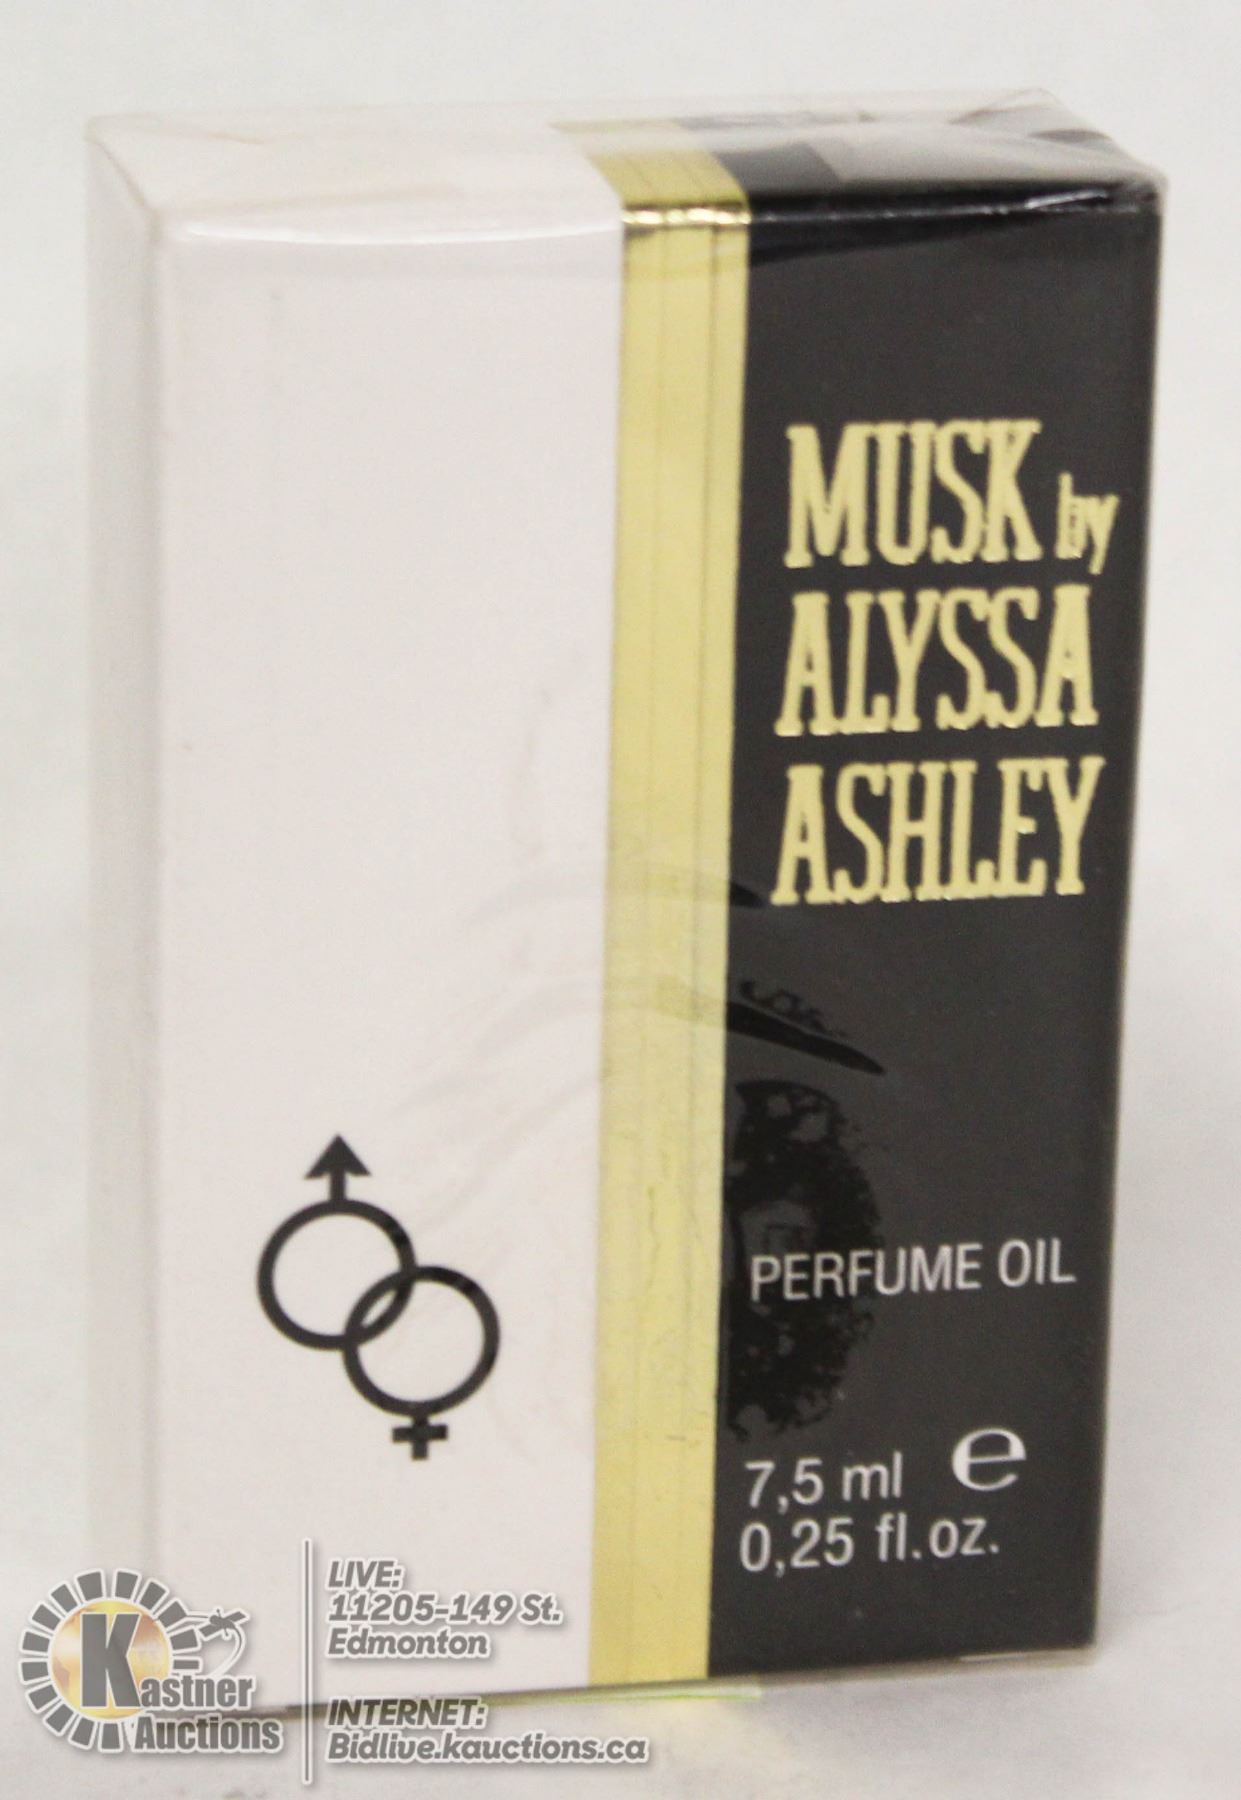 MUSK by
ALYSSA
ASHLEY
PERFUME OIL
7,5 ml e
0,25 fl.oz.
Kastner
Auctions
LIVE:
11205-149 St.
Edmonton
INTERNET:
Bidlive.kauctions.ca